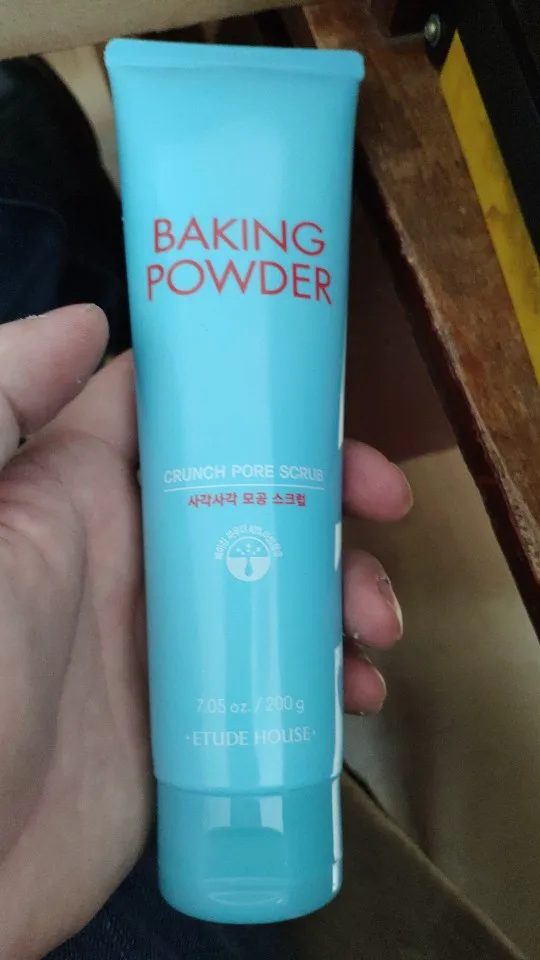 BAKING
POWDER
CRUNCH PORE SCRUB
사각사각 모공 스크럽
7.05 oz. / 200 g
·ETUDE HOUSE·